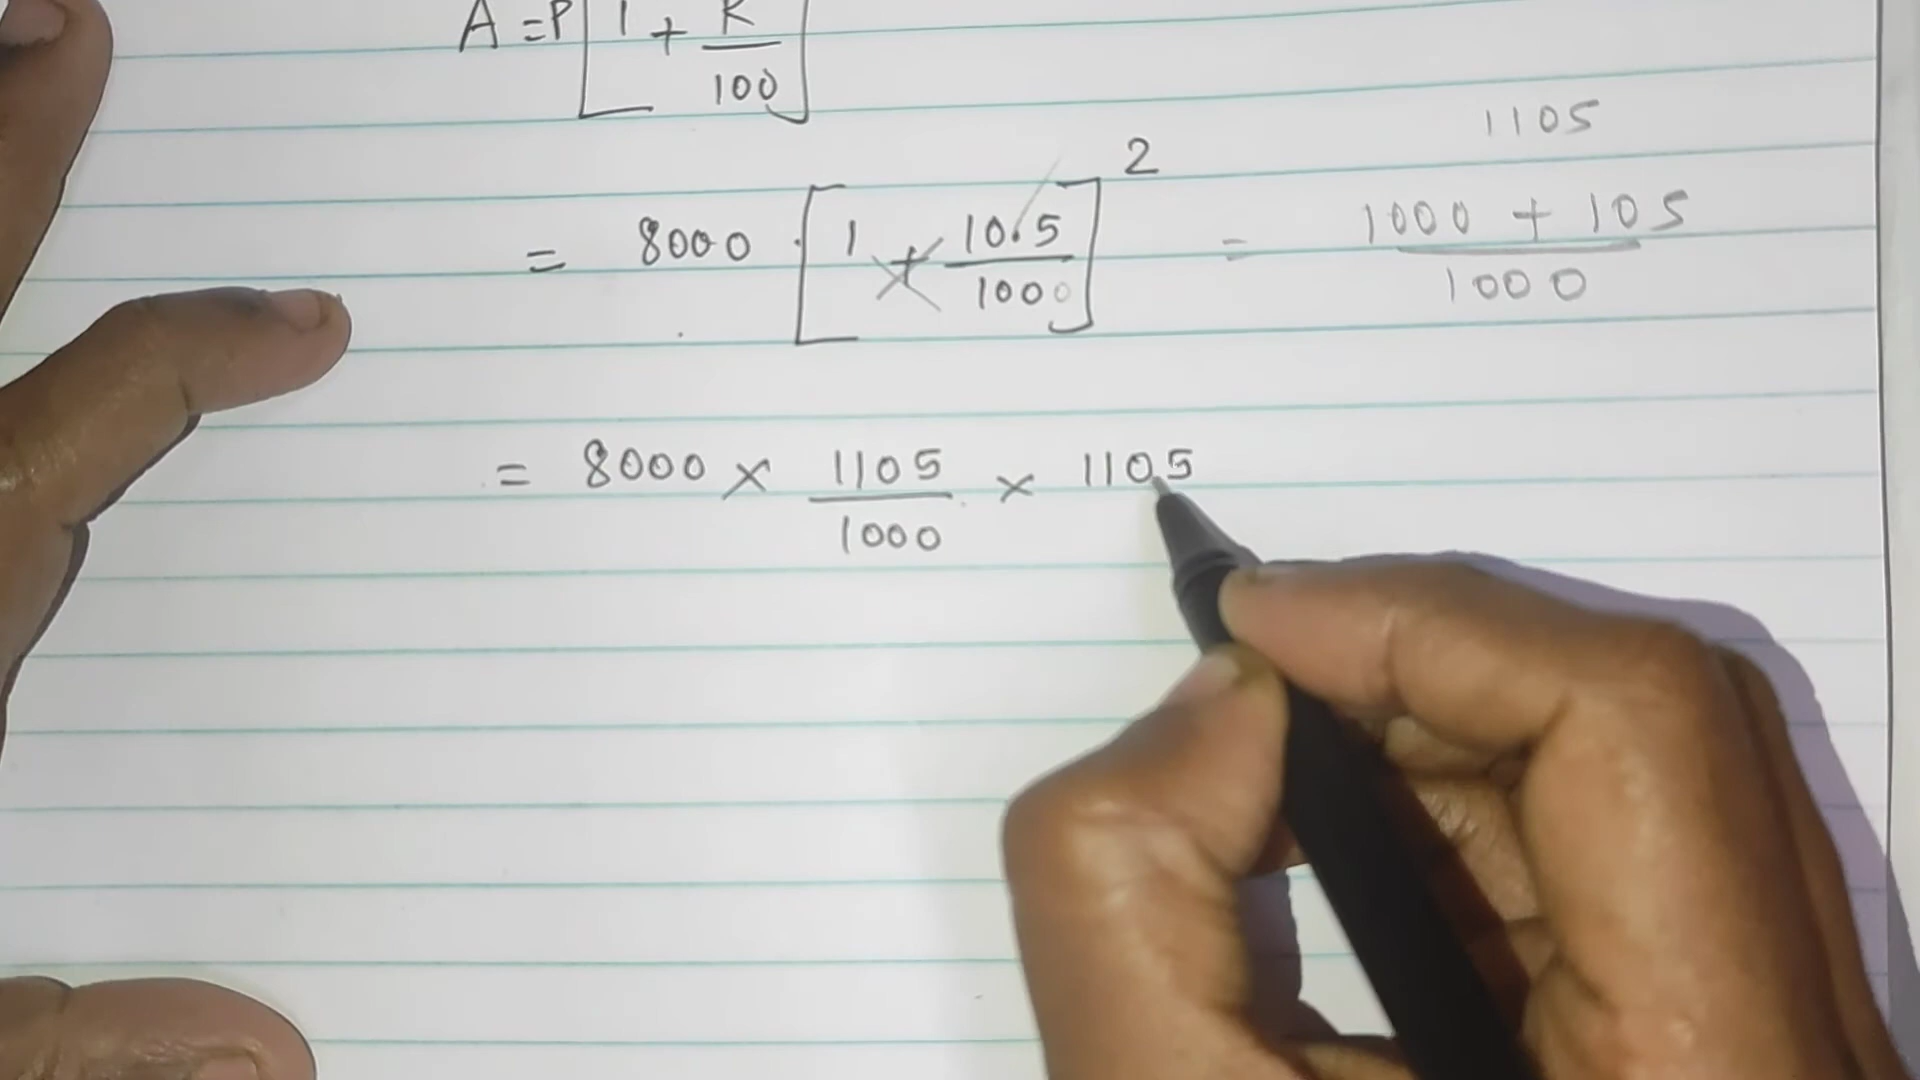 A = P [ 1 + R / 100 ]
1105
= 8000 [ 1 + 10.5 / 1000 ] 2 = 1000 + 105 / 1000
= 8000 × 1105 / 1000 × 1105